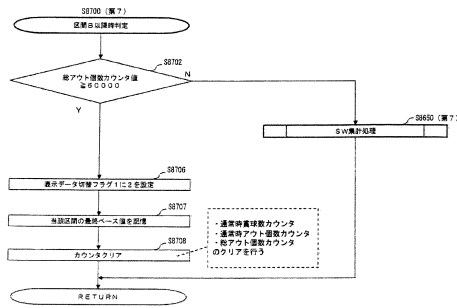 S8700（第７）
区間Ｂ以降時判定
S8702
総アウト個数カウンタ値
≧６００００
N
Y
S8650（第７）
ＳＷ集計処理
S8706
表示データ切替フラグ１に２を設定
S8707
当該区間の最終ベース値を記憶
S8708
カウンタクリア
・通常時賞球数カウンタ
・通常時アウト個数カウンタ
・総アウト個数カウンタ
のクリアを行う
ＲＥＴＵＲＮ